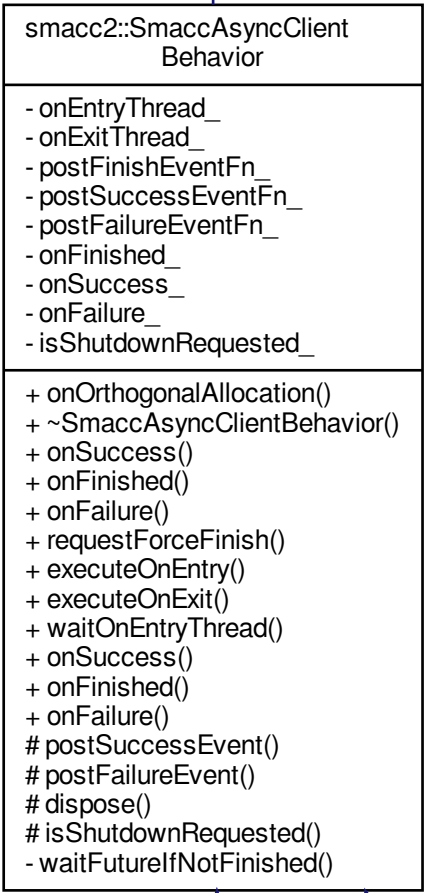 smacc2::SmaccAsyncClient
Behavior
- onEntryThread_
- onExitThread_
- postFinishEventFn_
- postSuccessEventFn_
- postFailureEventFn_
- onFinished_
- onSuccess_
- onFailure_
- isShutdownRequested_
+ onOrthogonalAllocation()
+ ~SmaccAsyncClientBehavior()
+ onSuccess()
+ onFinished()
+ onFailure()
+ requestForceFinish()
+ executeOnEntry()
+ executeOnExit()
+ waitOnEntryThread()
+ onSuccess()
+ onFinished()
+ onFailure()
# postSuccessEvent()
# postFailureEvent()
# dispose()
# isShutdownRequested()
- waitFutureIfNotFinished()